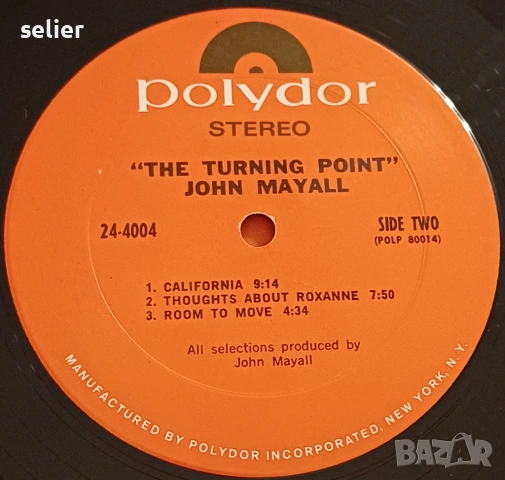 selier
polydor
STEREO
"THE TURNING POINT"
JOHN MAYALL
24-4004
SIDE TWO
(POLP 80014)
1. CALIFORNIA 9:14
2. THOUGHTS ABOUT ROXANNE 7:50
3. ROOM TO MOVE 4:34
All selections produced by
John Mayall
MANUFACTURED BY POLYDOR INCORPORATED, NEW YORK, N. Y.
BAZAR